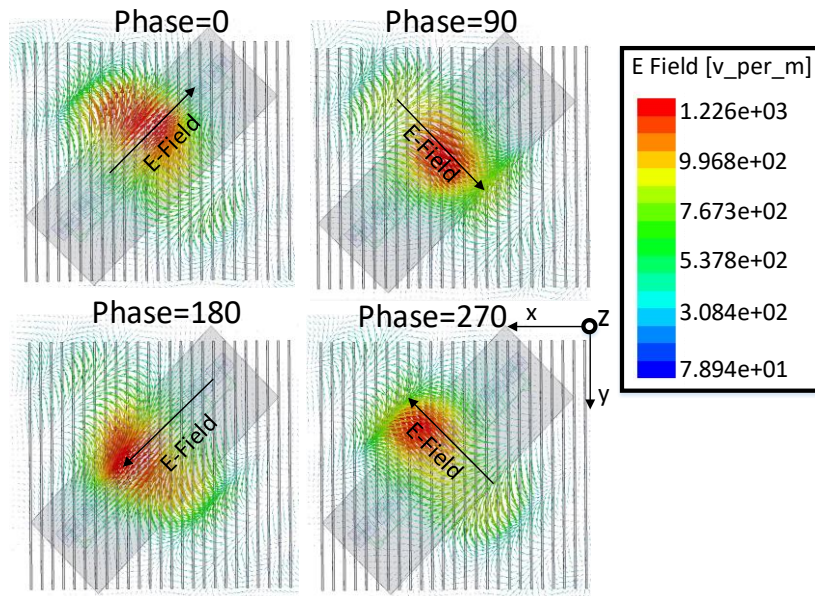 Phase=0
Phase=90
E-Field
E-Field
E Field [v_per_m]
1.226e+03
9.968e+02
7.673e+02
5.378e+02
3.084e+02
7.894e+01
Phase=180
Phase=270
x
z
y
E-Field
E-Field